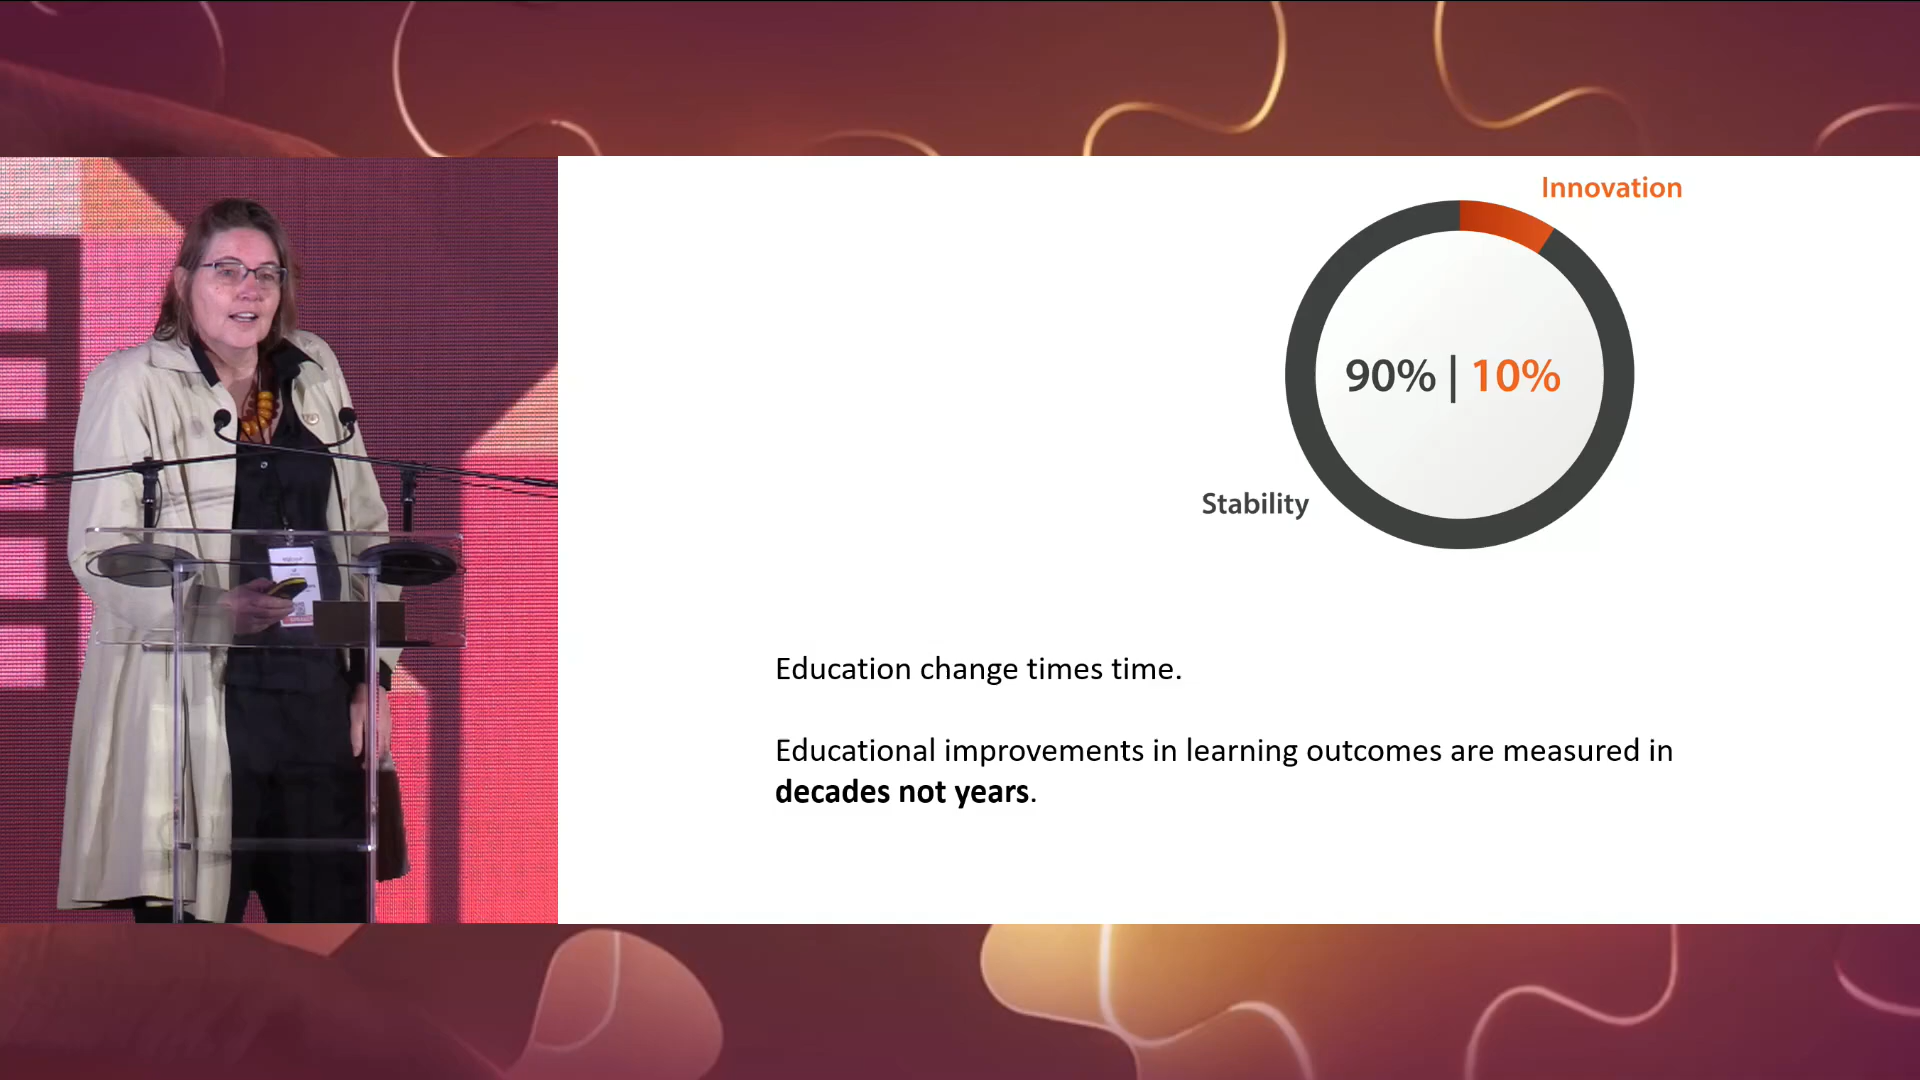 Innovation
90% | 10%
Stability
Education change times time.
Educational improvements in learning outcomes are measured in
decades not years.